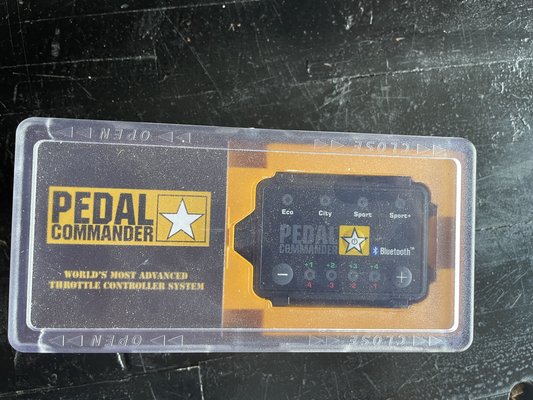 OPEN
CLOSE
PEDAL
COMMANDER
WORLD'S MOST ADVANCED
THROTTLE CONTROLLER SYSTEM
Eco City Sport Sport+
PEDAL
COMMANDER
Bluetooth™
+1 +2 +3 +4
-4 -3 -2 -1
OPEN
CLOSE